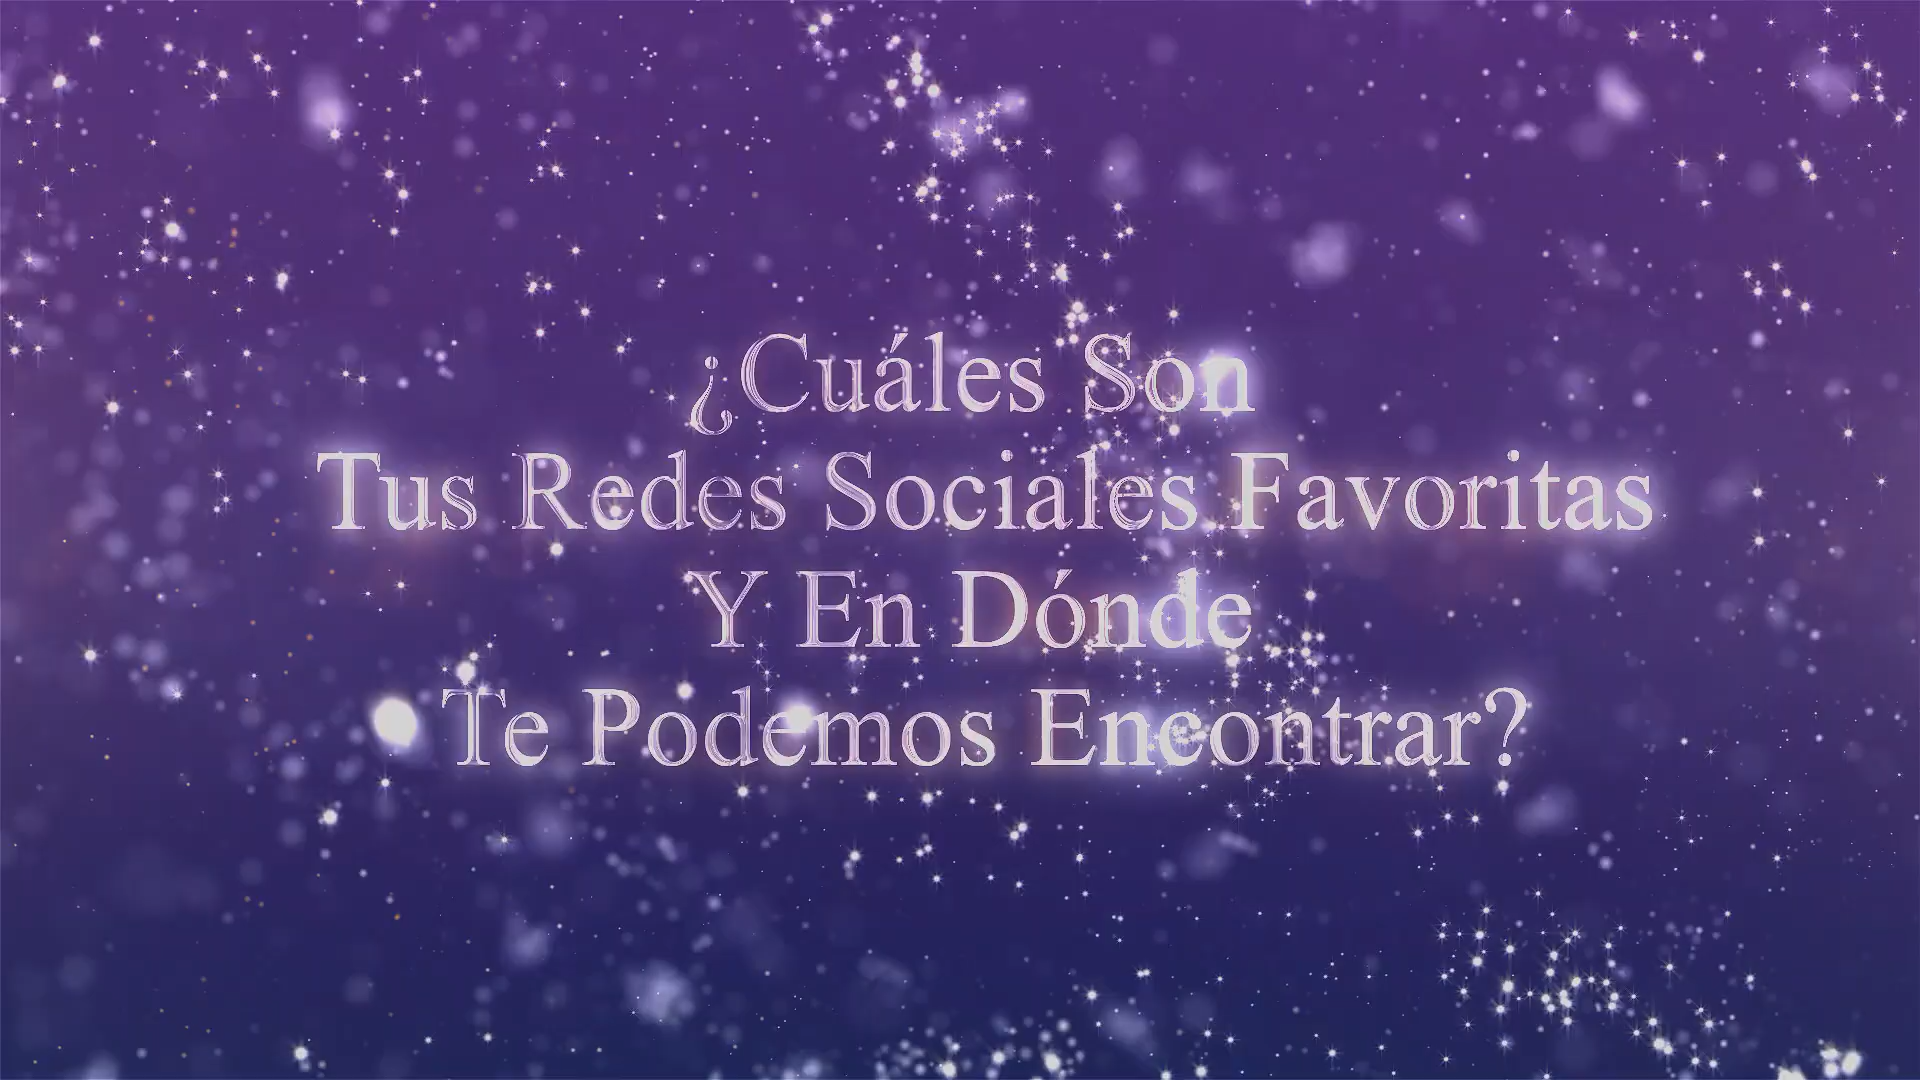 ¿Cuáles Son
Tus Redes Sociales Favoritas
Y En Dónde
Te Podemos Encontrar?